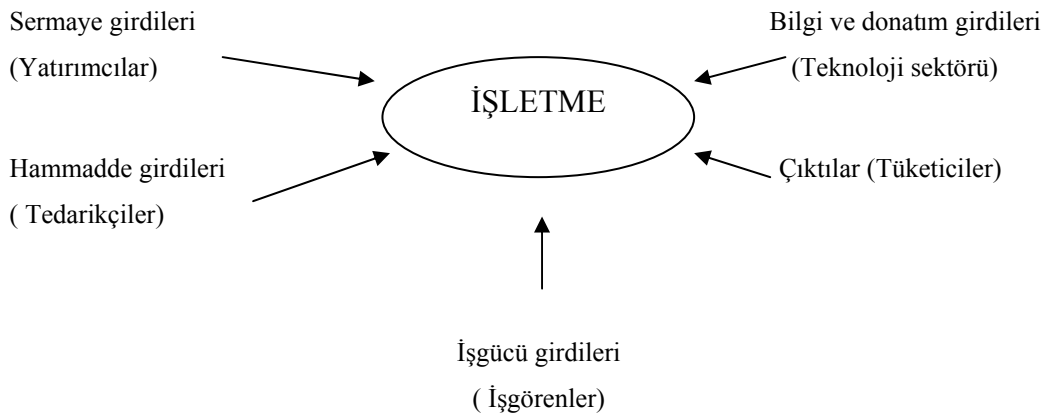 Sermaye girdileri
(Yatırımcılar)
Bilgi ve donatım girdileri
(Teknoloji sektörü)
İŞLETME
Hammadde girdileri
( Tedarikçiler)
Çıktılar (Tüketiciler)
İşgücü girdileri
( İşgörenler)